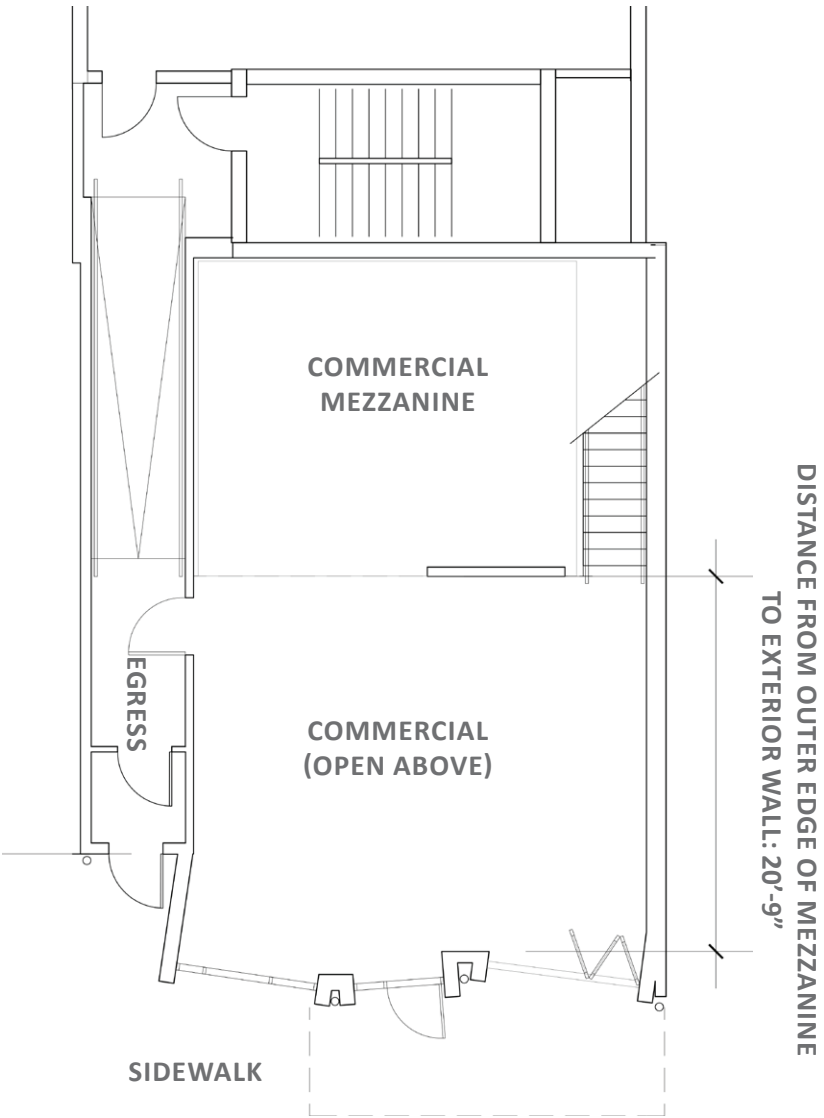 COMMERCIAL
MEZZANINE
DISTANCE FROM OUTER EDGE OF MEZZANINE
TO EXTERIOR WALL: 20’-9”
EGRESS
COMMERCIAL
(OPEN ABOVE)
SIDEWALK